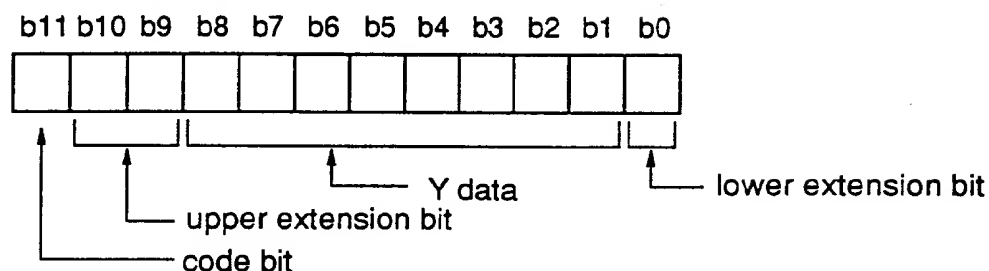 b11 b10 b9 b8 b7 b6 b5 b4 b3 b2 b1 b0
Y data
lower extension bit
upper extension bit
code bit